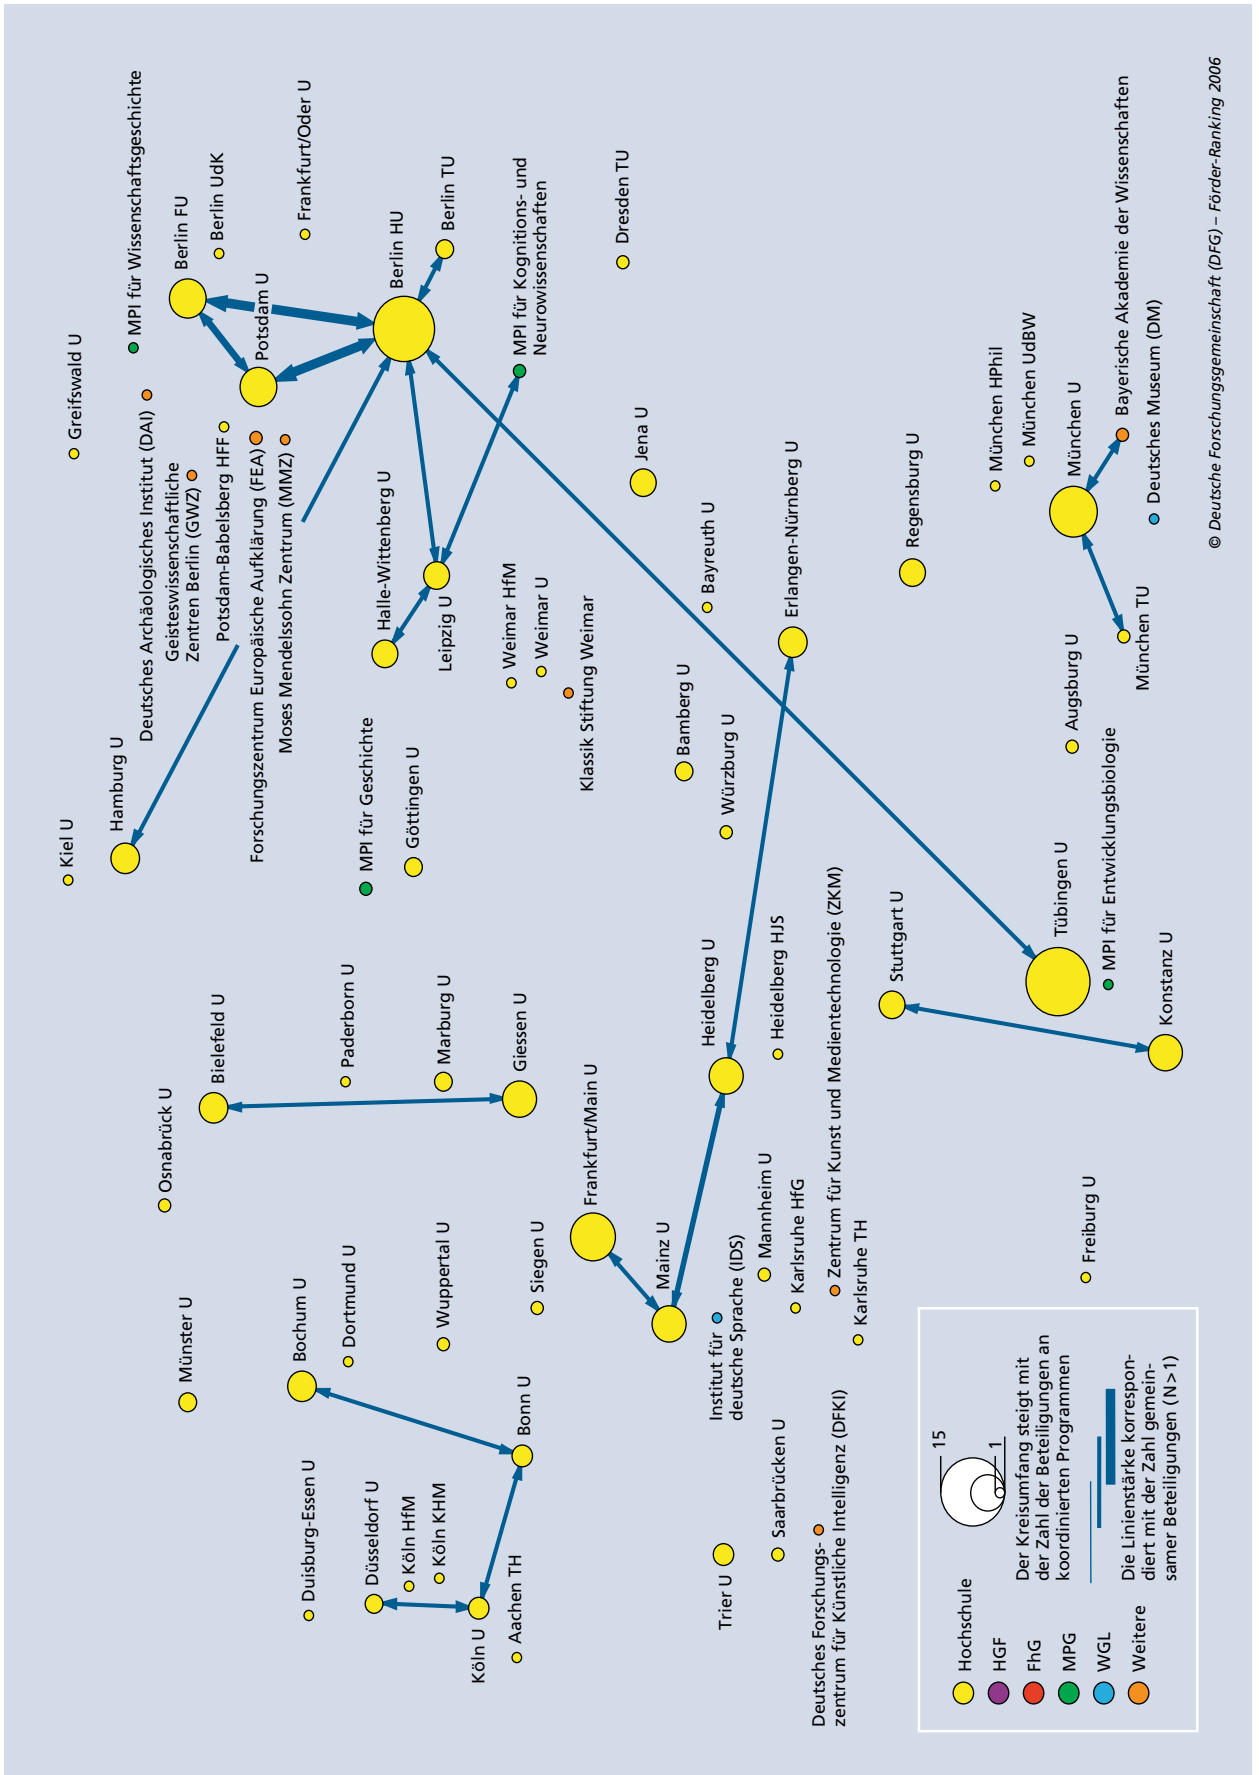 Kiel U
Greifswald U
Hamburg U
MPI für Wissenschaftsgeschichte
Deutsches Archäologisches Institut (DAI)
Geisteswissenschaftliche
Zentren Berlin (GWZ)
Berlin FU
Berlin UdK
Potsdam-Babelsberg HFF
Potsdam U
Forschungszentrum Europäische Aufklärung (FEA)
Moses Mendelssohn Zentrum (MMZ)
Frankfurt/Oder U
Berlin HU
Berlin TU
Osnabrück U
Münster U
Bielefeld U
Bochum U
Duisburg-Essen U
Dortmund U
Paderborn U
MPI für Geschichte
Halle-Wittenberg U
Göttingen U
Leipzig U
Düsseldorf U
Köln HfM
Köln KHM
Wuppertal U
Marburg U
Köln U
Aachen TH
Bonn U
Giessen U
Siegen U
Weimar HfM
Weimar U
Klassik Stiftung Weimar
MPI für Kognitions- und
Neurowissenschaften
Dresden TU
Jena U
Frankfurt/Main U
Mainz U
Bamberg U
Bayreuth U
Würzburg U
Heidelberg U
Institut für
deutsche Sprache (IDS)
Trier U
Saarbrücken U
Mannheim U
Heidelberg HJS
Erlangen-Nürnberg U
Karlsruhe HfG
Deutsches Forschungs-
zentrum für Künstliche Intelligenz (DFKI)
Zentrum für Kunst und Medientechnologie (ZKM)
Karlsruhe TH
Stuttgart U
Regensburg U
München HPhil
München UdBW
Tübingen U
MPI für Entwicklungsbiologie
Augsburg U
München U
Freiburg U
Bayerische Akademie der Wissenschaften
München TU
Deutsches Museum (DM)
Konstanz U
Hochschule
HGF
FhG
MPG
WGL
Weitere
15
1
Der Kreisumfang steigt mit
der Zahl der Beteiligungen an
koordinierten Programmen
Die Linienstärke korrespon-
diert mit der Zahl gemein-
samer Beteiligungen (N>1)
© Deutsche Forschungsgemeinschaft (DFG) – Förder-Ranking 2006